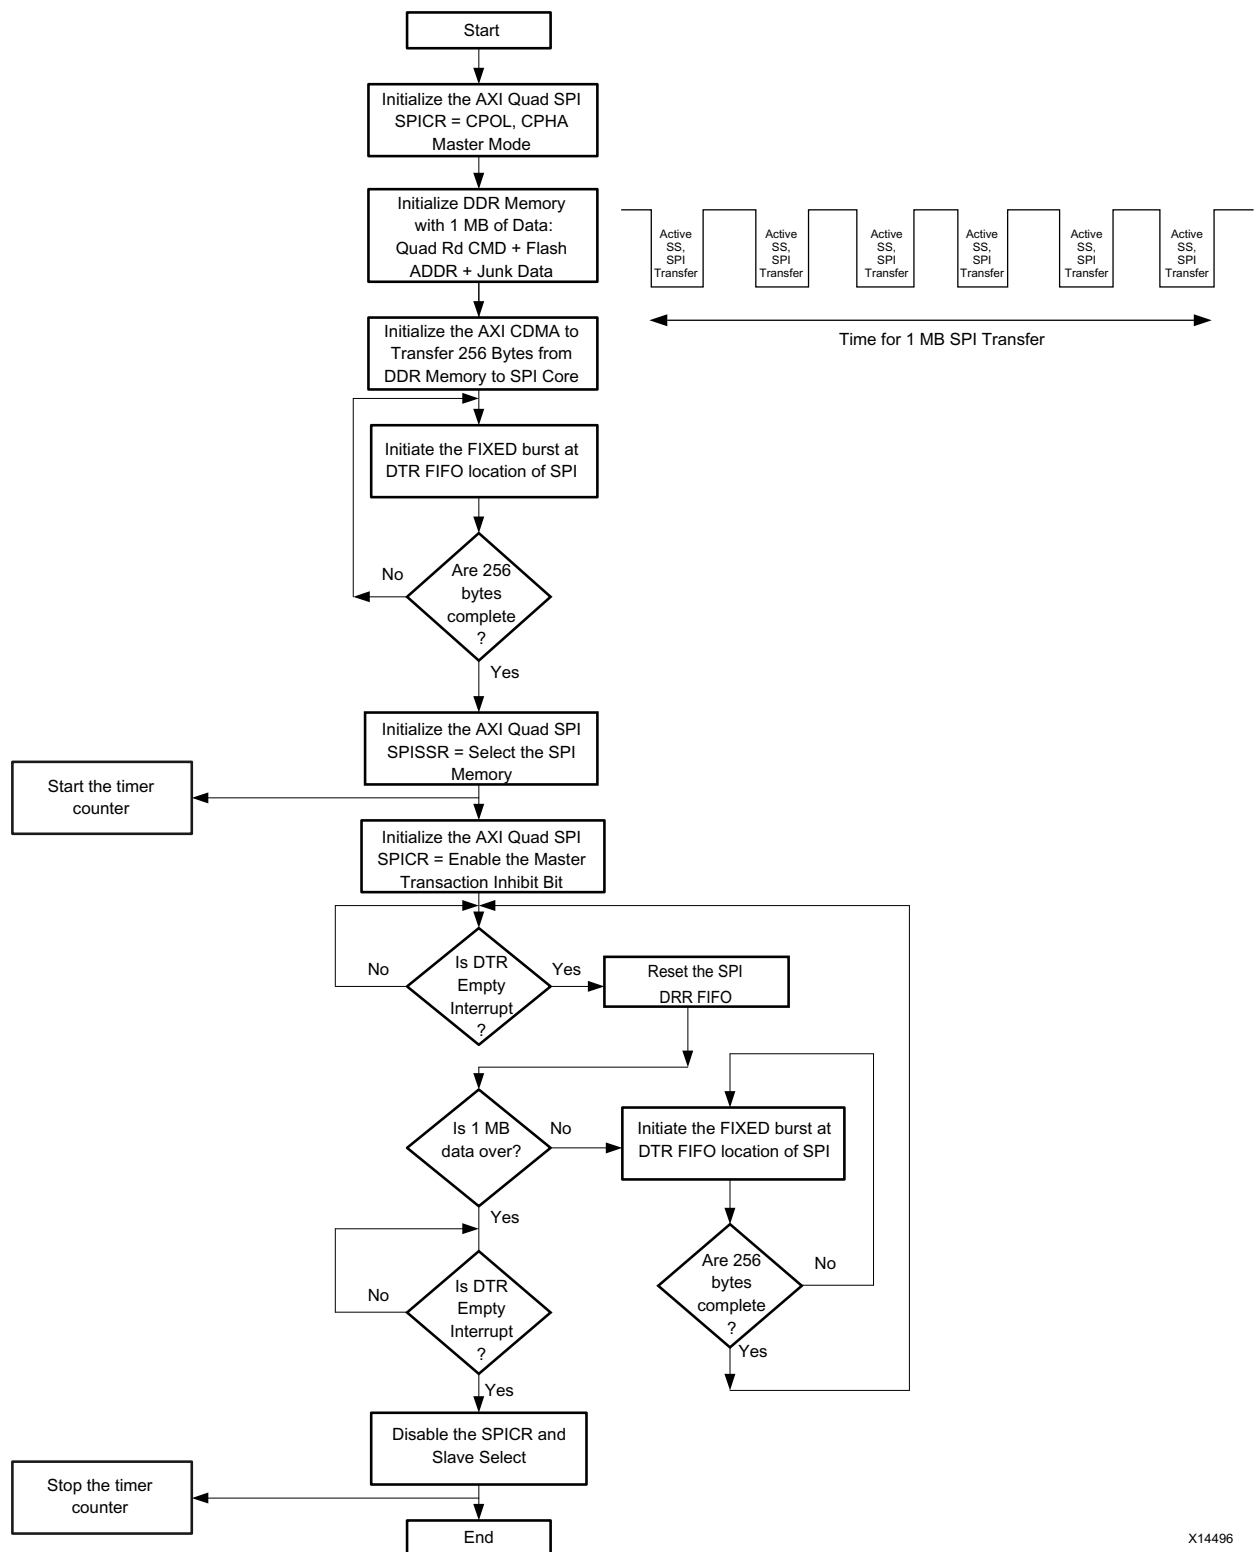 Start
Initialize the AXI Quad SPI
SPICR = CPOL, CPHA
Master Mode
Initialize DDR Memory
with 1 MB of Data:
Quad Rd CMD + Flash
ADDR + Junk Data
Active
SS,
SPI
Transfer
Active
SS,
SPI
Transfer
Active
SS,
SPI
Transfer
Active
SS,
SPI
Transfer
Active
SS,
SPI
Transfer
Active
SS,
SPI
Transfer
Time for 1 MB SPI Transfer
Initialize the AXI CDMA to
Transfer 256 Bytes from
DDR Memory to SPI Core
Initiate the FIXED burst at
DTR FIFO location of SPI
No
Are 256
bytes
complete
?
Yes
Initialize the AXI Quad SPI
SPISSR = Select the SPI
Memory
Start the timer
counter
Initialize the AXI Quad SPI
SPICR = Enable the Master
Transaction Inhibit Bit
No
Is DTR
Empty
Interrupt
?
Yes
Reset the SPI
DRR FIFO
Is 1 MB
data over?
No
Initiate the FIXED burst at
DTR FIFO location of SPI
Yes
Are 256
bytes
complete
?
No
Yes
No
Is DTR
Empty
Interrupt
?
Yes
Disable the SPICR and
Slave Select
Stop the timer
counter
End
X14496